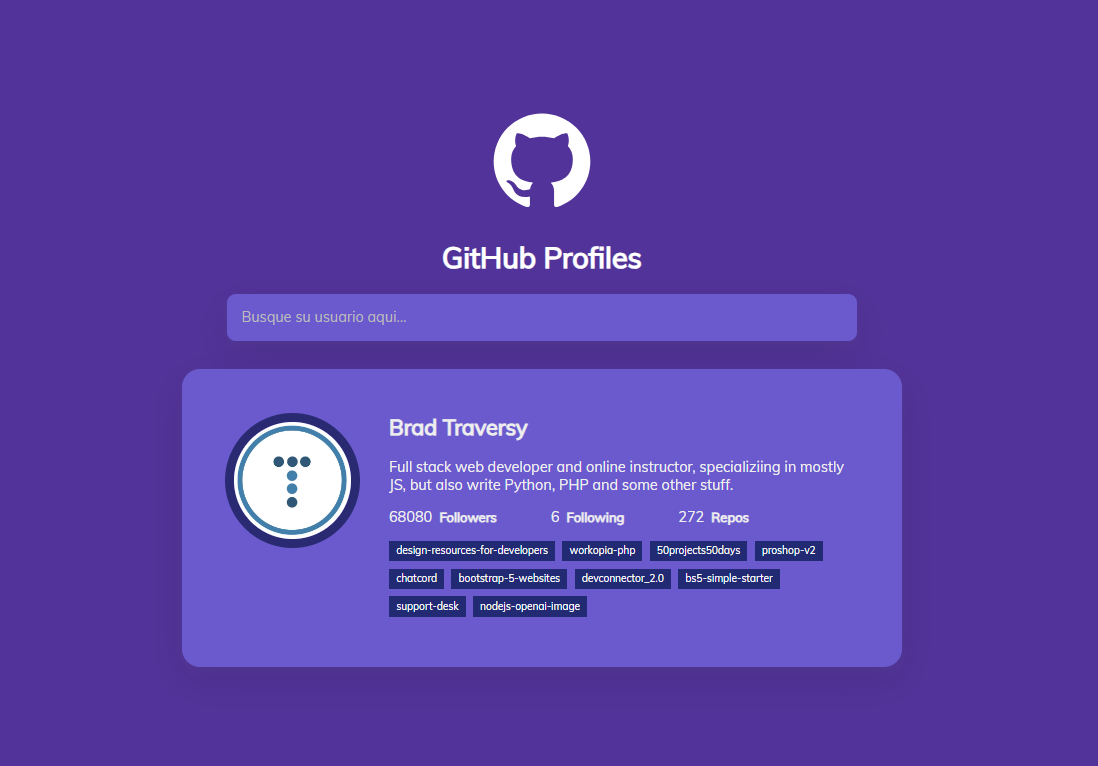 GitHub Profiles
Busque su usuario aqui...
Brad Traversy
Full stack web developer and online instructor, specializiing in mostly
JS, but also write Python, PHP and some other stuff.
68080 Followers 6 Following 272 Repos
design-resources-for-developers workopia-php 50projects50days proshop-v2
chatcord bootstrap-5-websites devconnector_2.0 bs5-simple-starter
support-desk nodejs-openai-image